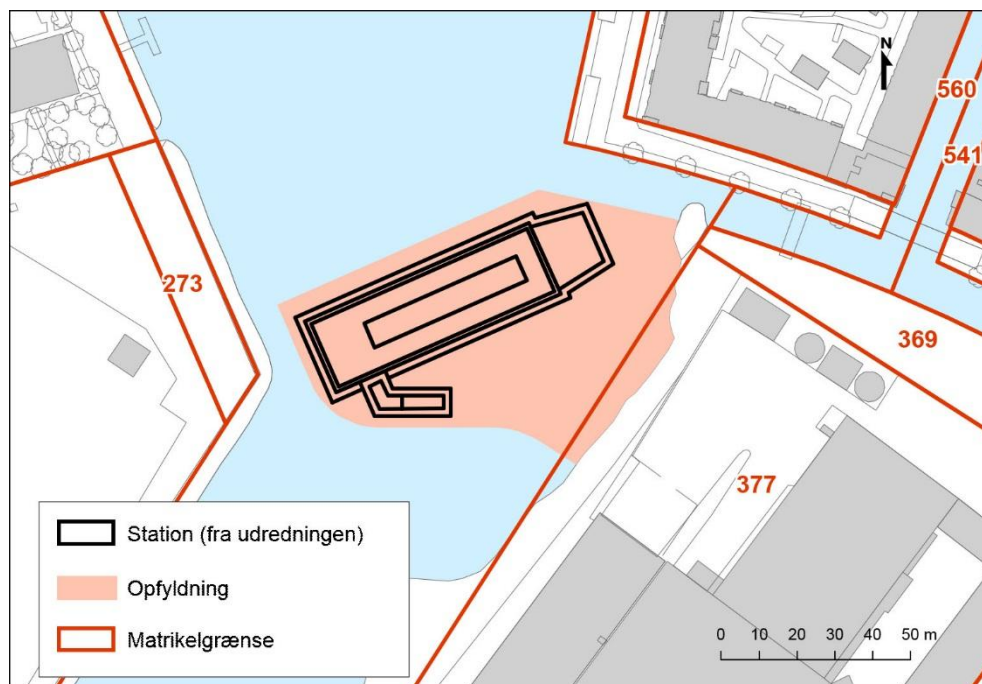 N
560
541
273
369
377
Station (fra udredningen)
Opfyldning
Matrikelgrænse
0 10 20 30 40 50 m